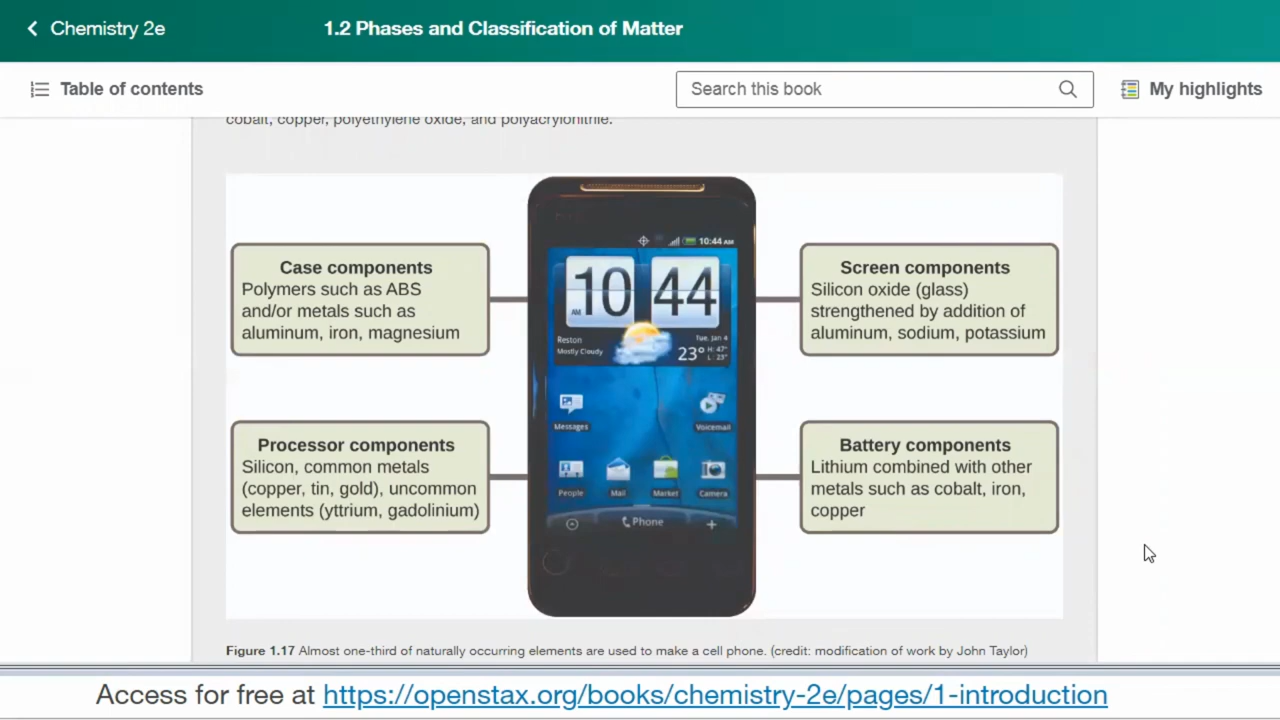 Chemistry 2e
1.2 Phases and Classification of Matter
Table of contents
Search this book
My highlights
cobalt, copper, polyethylene oxide, and polyacrylonitrile.
Case components
Polymers such as ABS
and/or metals such as
aluminum, iron, magnesium
Screen components
Silicon oxide (glass)
strengthened by addition of
aluminum, sodium, potassium
Processor components
Silicon, common metals
(copper, tin, gold), uncommon
elements (yttrium, gadolinium)
Battery components
Lithium combined with other
metals such as cobalt, iron,
copper
10:44 AM
10 44
AM
Reston
Mostly Cloudy
Tue, Jan 4
23° H: 47°
L: 23°
Messages
Voicemail
People
Mail
Market
Camera
Phone
Figure 1.17 Almost one-third of naturally occurring elements are used to make a cell phone. (credit: modification of work by John Taylor)
Access for free at https://openstax.org/books/chemistry-2e/pages/1-introduction